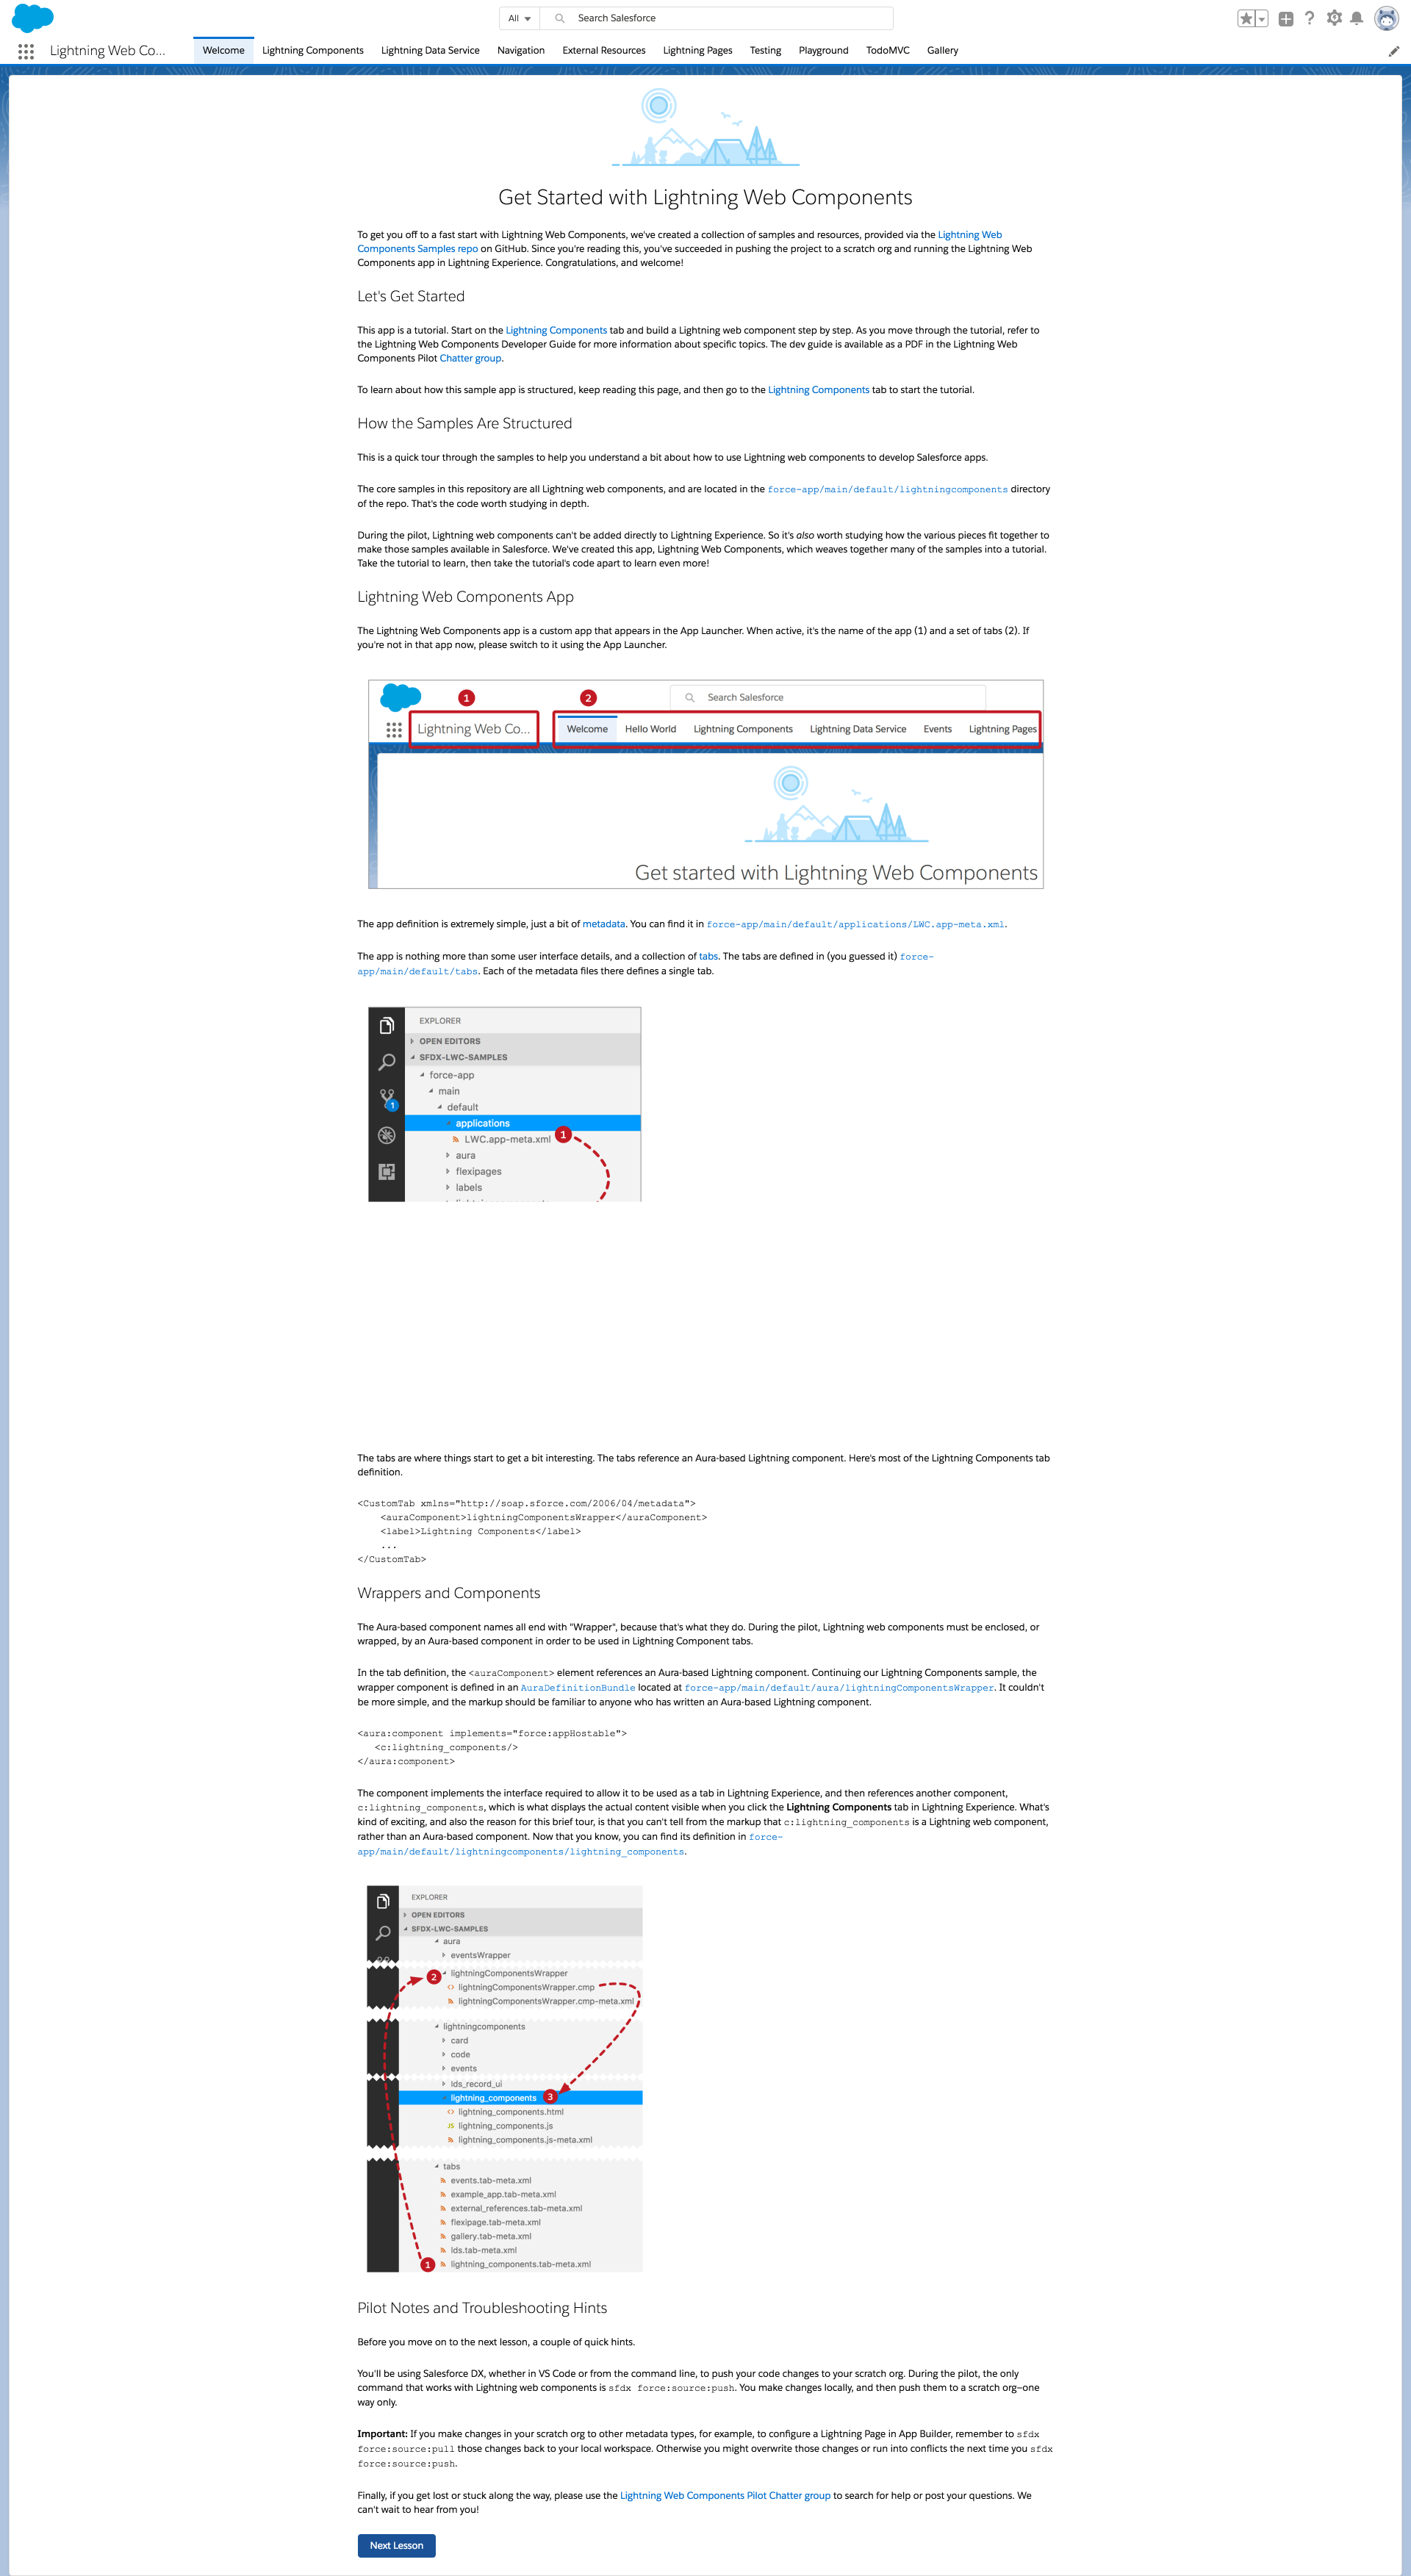 All
Search Salesforce
Lightning Web Co...
Welcome
Lightning Components
Lightning Data Service
Navigation
External Resources
Lightning Pages
Testing
Playground
TodoMVC
Gallery
Get Started with Lightning Web Components
To get you off to a fast start with Lightning Web Components, we've created a collection of samples and resources, provided via the Lightning Web
Components Samples repo on GitHub. Since you're reading this, you've succeeded in pushing the project to a scratch org and running the Lightning Web
Components app in Lightning Experience. Congratulations, and welcome!
Let's Get Started
This app is a tutorial. Start on the Lightning Components tab and build a Lightning web component step by step. As you move through the tutorial, refer to
the Lightning Web Components Developer Guide for more information about specific topics. The dev guide is available as a PDF in the Lightning Web
Components Pilot Chatter group.
To learn about how this sample app is structured, keep reading this page, and then go to the Lightning Components tab to start the tutorial.
How the Samples Are Structured
This is a quick tour through the samples to help you understand a bit about how to use Lightning web components to develop Salesforce apps.
The core samples in this repository are all Lightning web components, and are located in the force-app/main/default/lightningcomponents directory
of the repo. That's the code worth studying in depth.
During the pilot, Lightning web components can't be added directly to Lightning Experience. So it's also worth studying how the various pieces fit together to
make those samples available in Salesforce. We've created this app, Lightning Web Components, which weaves together many of the samples into a tutorial.
Take the tutorial to learn, then take the tutorial's code apart to learn even more!
Lightning Web Components App
The Lightning Web Components app is a custom app that appears in the App Launcher. When active, it's the name of the app (1) and a set of tabs (2). If
you're not in that app now, please switch to it using the App Launcher.
1
2
Search Salesforce
Lightning Web Co...
Welcome
Hello World
Lightning Components
Lightning Data Service
Events
Lightning Pages
Get started with Lightning Web Components
The app definition is extremely simple, just a bit of metadata. You can find it in force-app/main/default/applications/LWC.app-meta.xml.
The app is nothing more than some user interface details, and a collection of tabs. The tabs are defined in (you guessed it) force-
app/main/default/tabs. Each of the metadata files there defines a single tab.
EXPLORER
OPEN EDITORS
SFDX-LWC-SAMPLES
force-app
main
default
1
applications
LWC.app-meta.xml
1
aura
flexipages
labels
The tabs are where things start to get a bit interesting. The tabs reference an Aura-based Lightning component. Here's most of the Lightning Components tab
definition.
<CustomTab xmlns="http://soap.sforce.com/2006/04/metadata">
<auraComponent>lightningComponentsWrapper</auraComponent>
<label>Lightning Components</label>
...
</CustomTab>
Wrappers and Components
The Aura-based component names all end with "Wrapper", because that's what they do. During the pilot, Lightning web components must be enclosed, or
wrapped, by an Aura-based component in order to be used in Lightning Component tabs.
In the tab definition, the <auraComponent> element references an Aura-based Lightning component. Continuing our Lightning Components sample, the
wrapper component is defined in an AuraDefinitionBundle located at force-app/main/default/aura/lightningComponentsWrapper. It couldn't
be more simple, and the markup should be familiar to anyone who has written an Aura-based Lightning component.
<aura:component implements="force:appHostable">
<c:lightning_components/>
</aura:component>
The component implements the interface required to allow it to be used as a tab in Lightning Experience, and then references another component,
c:lightning_components, which is what displays the actual content visible when you click the Lightning Components tab in Lightning Experience. What's
kind of exciting, and also the reason for this brief tour, is that you can't tell from the markup that c:lightning_components is a Lightning web component,
rather than an Aura-based component. Now that you know, you can find its definition in force-
app/main/default/lightningcomponents/lightning_components.
EXPLORER
OPEN EDITORS
SFDX-LWC-SAMPLES
aura
eventsWrapper
2
lightningComponentsWrapper
lightningComponentsWrapper.cmp
lightningComponentsWrapper.cmp-meta.xml
lightningcomponents
card
code
events
lds_record_ui
lightning_components
3
lightning_components.html
JS lightning_components.js
lightning_components.js-meta.xml
tabs
events.tab-meta.xml
example_app.tab-meta.xml
external_references.tab-meta.xml
flexipage.tab-meta.xml
gallery.tab-meta.xml
lds.tab-meta.xml
1
lightning_components.tab-meta.xml
Pilot Notes and Troubleshooting Hints
Before you move on to the next lesson, a couple of quick hints.
You'll be using Salesforce DX, whether in VS Code or from the command line, to push your code changes to your scratch org. During the pilot, the only
command that works with Lightning web components is sfdx force:source:push. You make changes locally, and then push them to a scratch org—one
way only.
Important: If you make changes in your scratch org to other metadata types, for example, to configure a Lightning Page in App Builder, remember to sfdx
force:source:pull those changes back to your local workspace. Otherwise you might overwrite those changes or run into conflicts the next time you sfdx
force:source:push.
Finally, if you get lost or stuck along the way, please use the Lightning Web Components Pilot Chatter group to search for help or post your questions. We
can't wait to hear from you!
Next Lesson